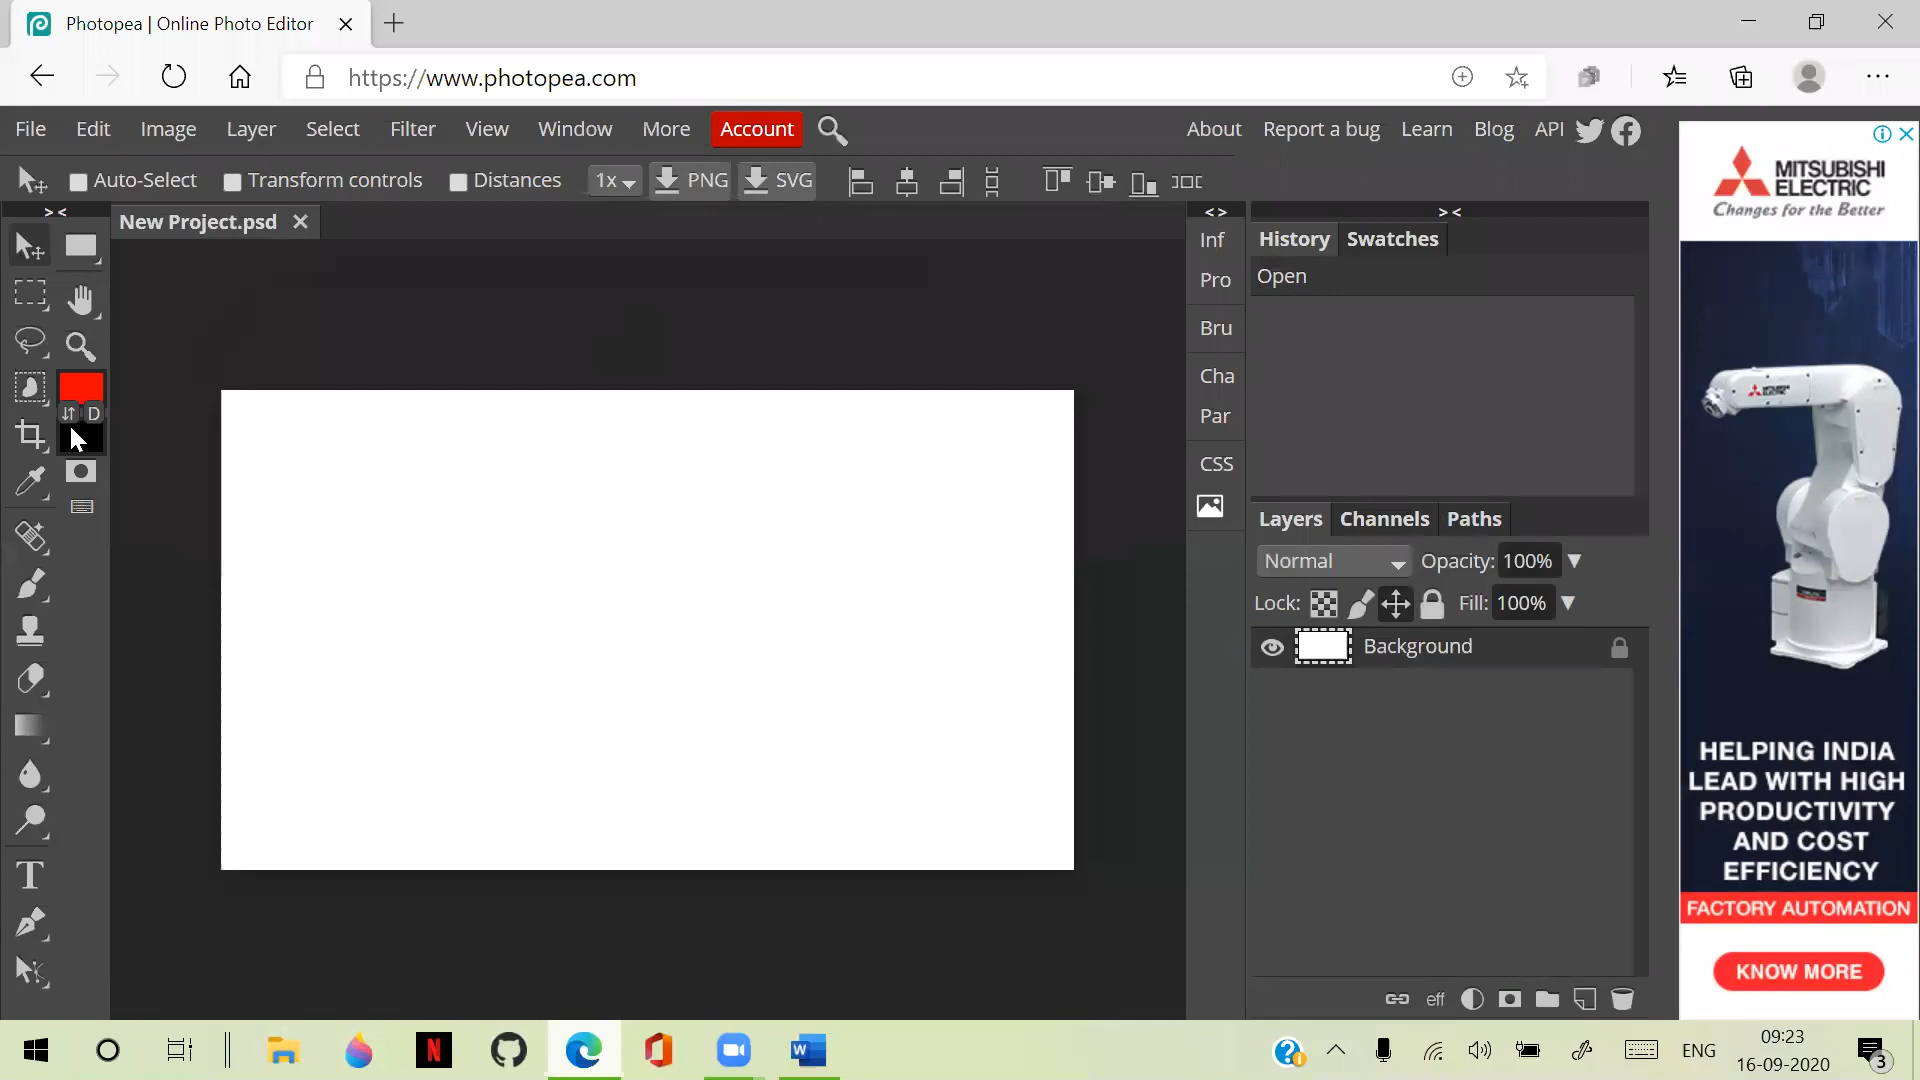 Photopea | Online Photo Editor
https://www.photopea.com
File Edit Image Layer Select Filter View Window More Account About Report a bug Learn Blog API
Auto-Select Transform controls Distances 1x PNG SVG
> <
New Project.psd
< >
> <
D
Inf
Pro
Bru
Cha
Par
CSS
History Swatches
Open
Layers Channels Paths
Normal Opacity: 100%
Lock: Fill: 100%
Background
eff
T
MITSUBISHI
ELECTRIC
Changes for the Better
HELPING INDIA
LEAD WITH HIGH
PRODUCTIVITY
AND COST
EFFICIENCY
FACTORY AUTOMATION
KNOW MORE
N
W
ENG
09:23
16-09-2020
3